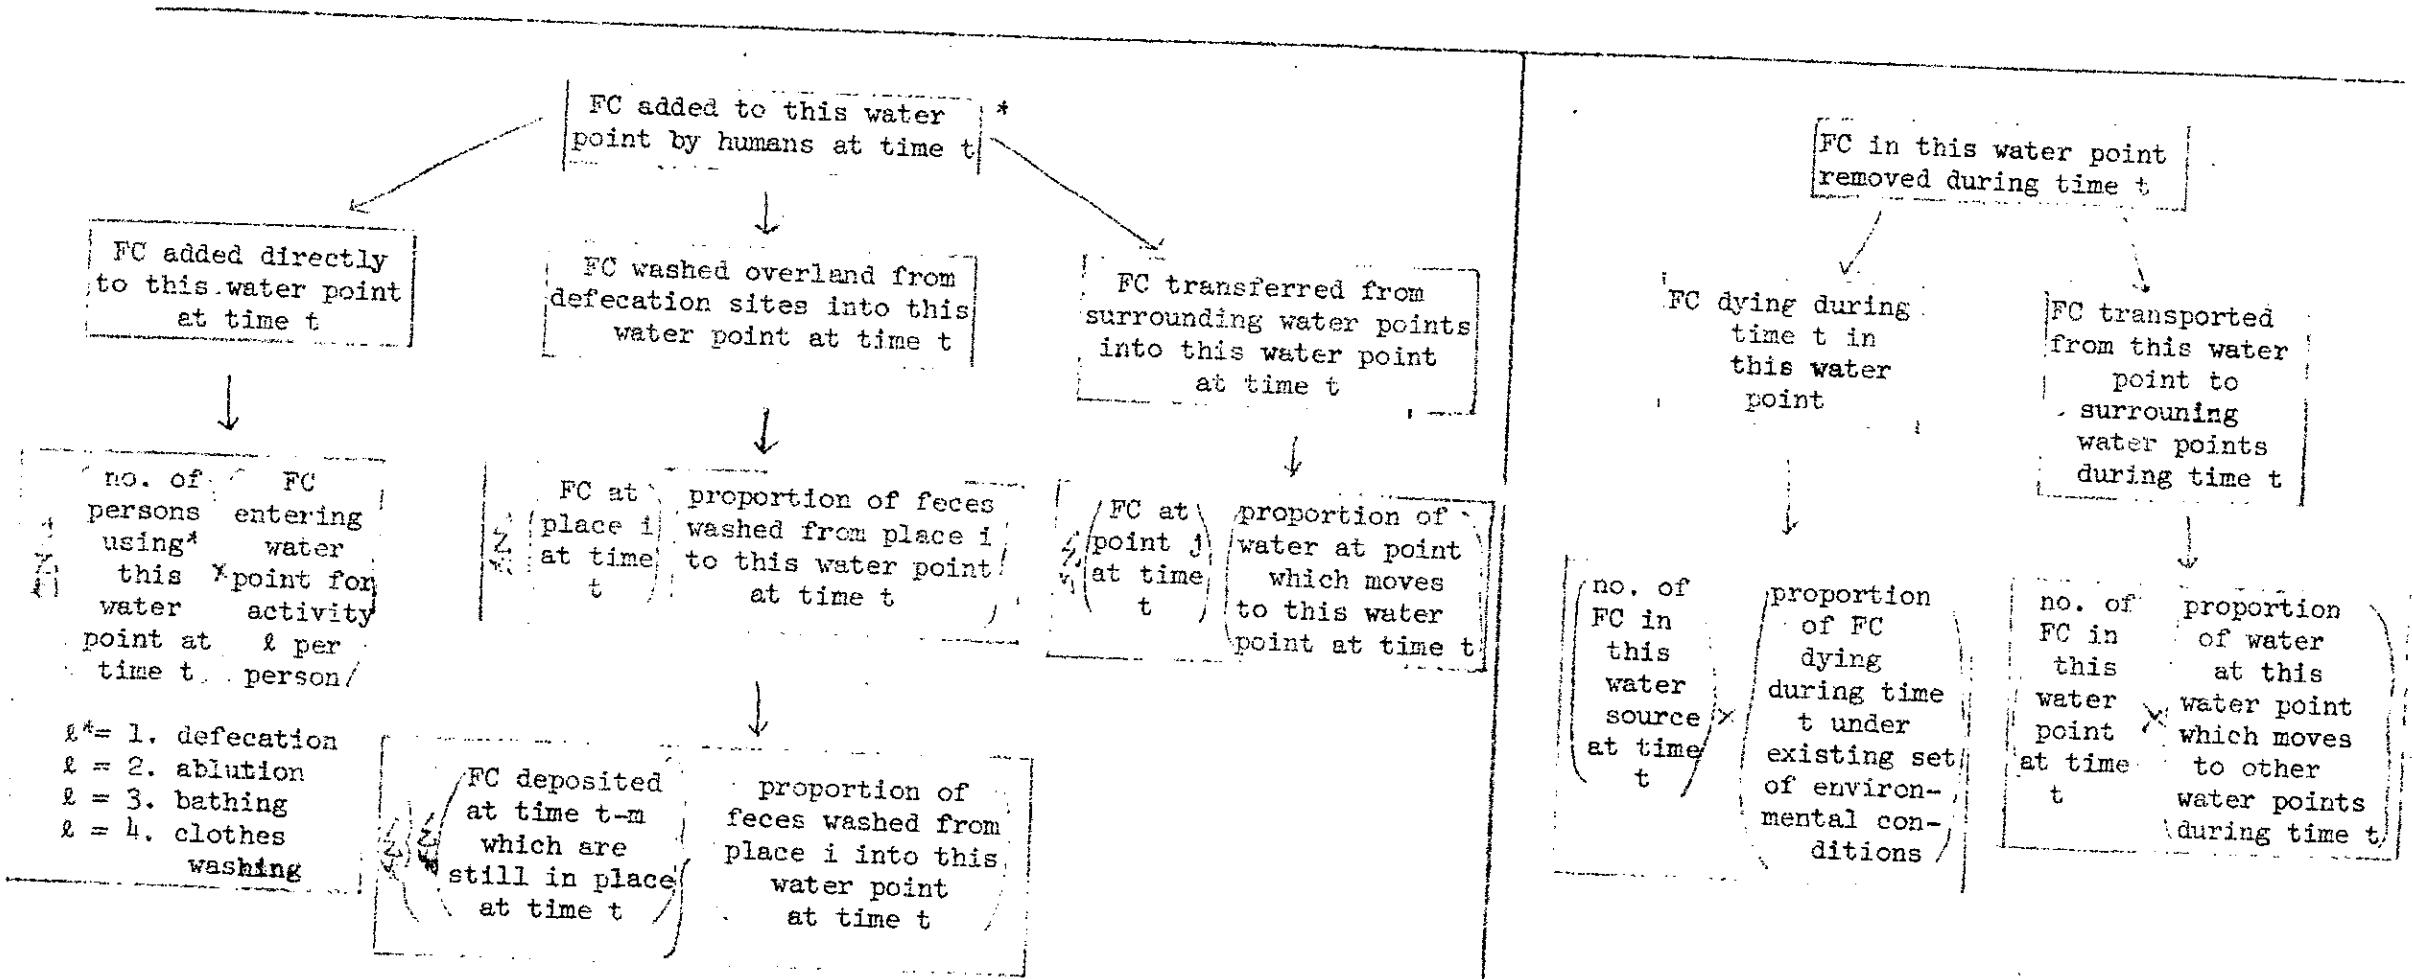 FC added to this water *
point by humans at time t
FC added directly
to this water point
at time t
FC washed overland from
defecation sites into this
water point at time t
FC transferred from
surrounding water points
into this water point
at time t
no. of
persons
using*
this
water
point at
time t
x
FC
entering
water
point for
activity
ℓ per
person
ℓ*= 1. defecation
ℓ = 2. ablution
ℓ = 3. bathing
ℓ = 4. clothes
washing
FC at
place i
at time
t
proportion of feces
washed from place i
to this water point
at time t
FC at
point j
at time
t
proportion of
water at point
which moves
to this water
point at time t
FC deposited
at time t-m
which are
still in place
at time t
proportion of
feces washed from
place i into this
water point
at time t
FC in this water point
removed during time t
FC dying during
time t in
this water
point
FC transported
from this water
point to
surrouning
water points
during time t
no. of
FC in
this
water
source
at time
t
x
proportion
of FC
dying
during time
t under
existing set
of environ-
mental con-
ditions
no. of
FC in
this
water
point
at time
t
x
proportion
of water
at this
water point
which moves
to other
water points
during time t